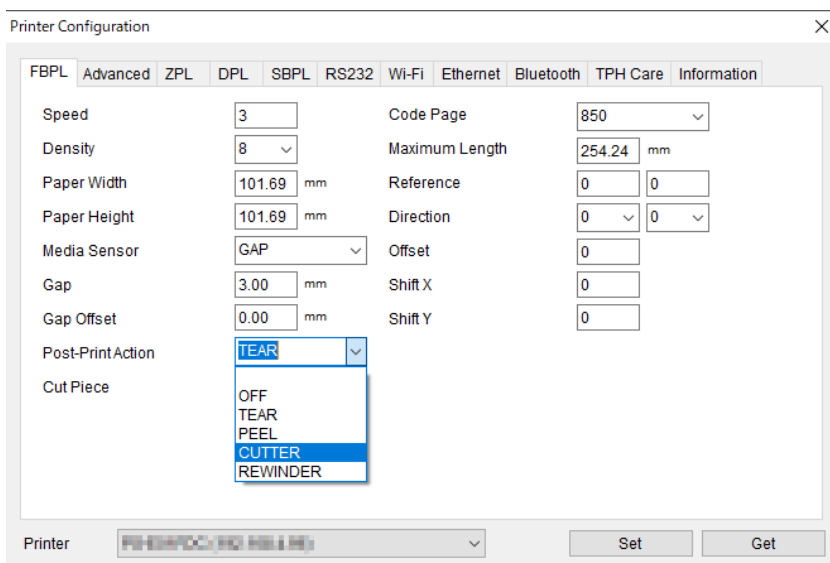 Printer Configuration
FBPL Advanced ZPL DPL SBPL RS232 Wi-Fi Ethernet Bluetooth TPH Care Information
Speed 3 Code Page 850
Density 8 Maximum Length 254.24 mm
Paper Width 101.69 mm Reference 0 0
Paper Height 101.69 mm Direction 0 0
Media Sensor GAP Offset 0
Gap 3.00 mm Shift X 0
Gap Offset 0.00 mm Shift Y 0
Post-Print Action TEAR
Cut Piece
OFF
TEAR
PEEL
CUTTER
REWINDER
Printer Set Get